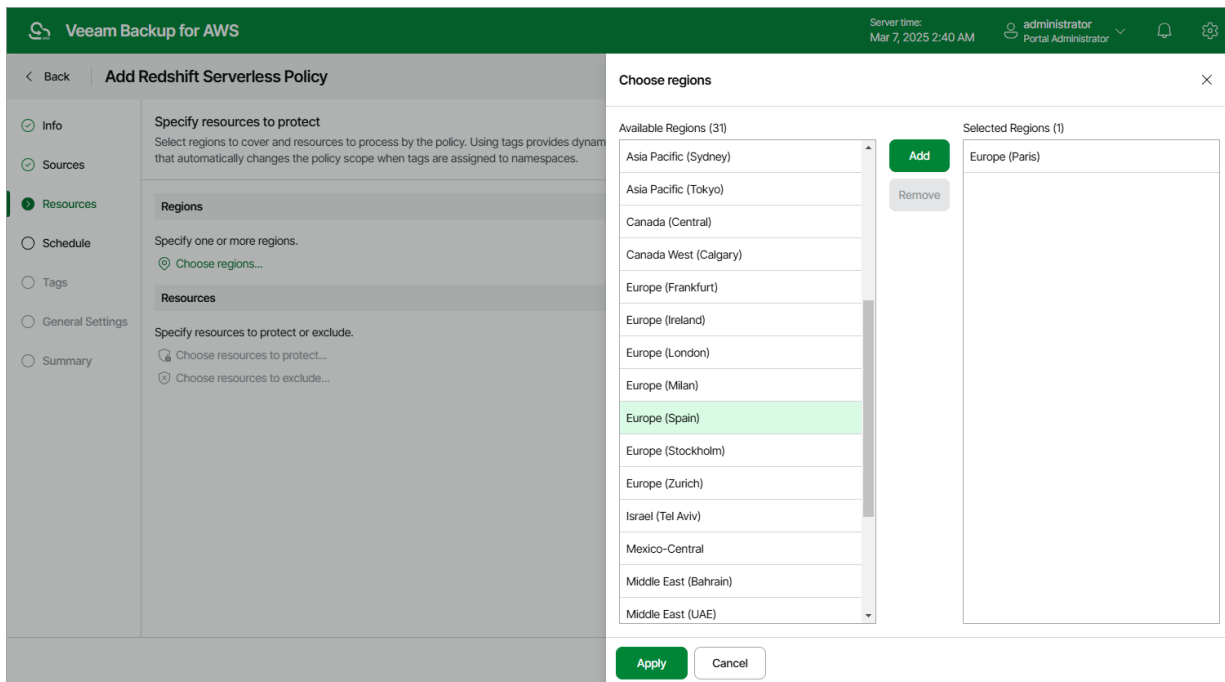 Veeam Backup for AWS
Server time:
Mar 7, 2025 2:40 AM
administrator
Portal Administrator
Back
Add Redshift Serverless Policy
Info
Sources
Resources
Schedule
Tags
General Settings
Summary
Specify resources to protect
Select regions to cover and resources to process by the policy. Using tags provides dynam
that automatically changes the policy scope when tags are assigned to namespaces.
Regions
Specify one or more regions.
Choose regions...
Resources
Specify resources to protect or exclude.
Choose resources to protect...
Choose resources to exclude...
Choose regions
Available Regions (31)
Asia Pacific (Sydney)
Asia Pacific (Tokyo)
Canada (Central)
Canada West (Calgary)
Europe (Frankfurt)
Europe (Ireland)
Europe (London)
Europe (Milan)
Europe (Spain)
Europe (Stockholm)
Europe (Zurich)
Israel (Tel Aviv)
Mexico-Central
Middle East (Bahrain)
Middle East (UAE)
Add
Remove
Selected Regions (1)
Europe (Paris)
Apply
Cancel